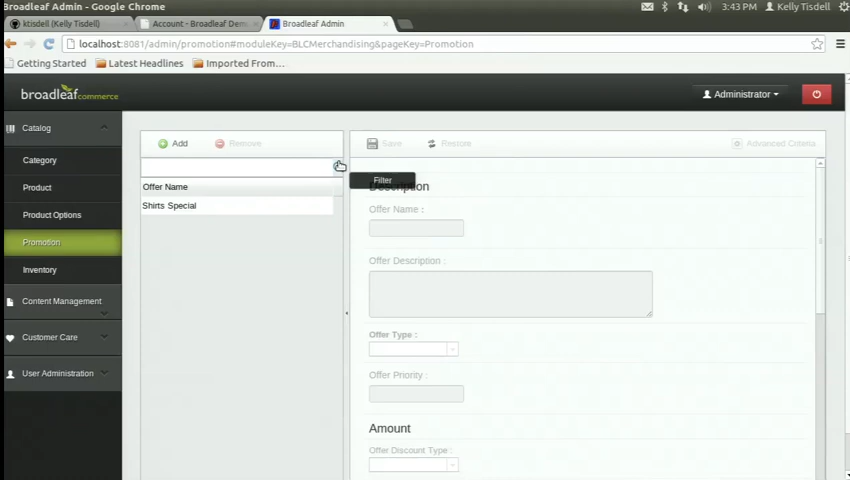 Broadleaf Admin - Google Chrome
3:43 PM Kelly Tisdell
ktisdell (Kelly Tisdell)
Account - Broadleaf Dem
Broadleaf Admin
localhost:8081/admin/promotion#moduleKey=BLCMerchandising&pageKey=Promotion
Getting Started
Latest Headlines
Imported From...
broadleafcommerce
Administrator
Catalog
Category
Product
Product Options
Promotion
Inventory
Content Management
Customer Care
User Administration
Add
Remove
Filter
Offer Name
Shirts Special
Save
Restore
Advanced Criteria
Description
Offer Name :
Offer Description :
Offer Type :
Offer Priority :
Amount
Offer Discount Type :